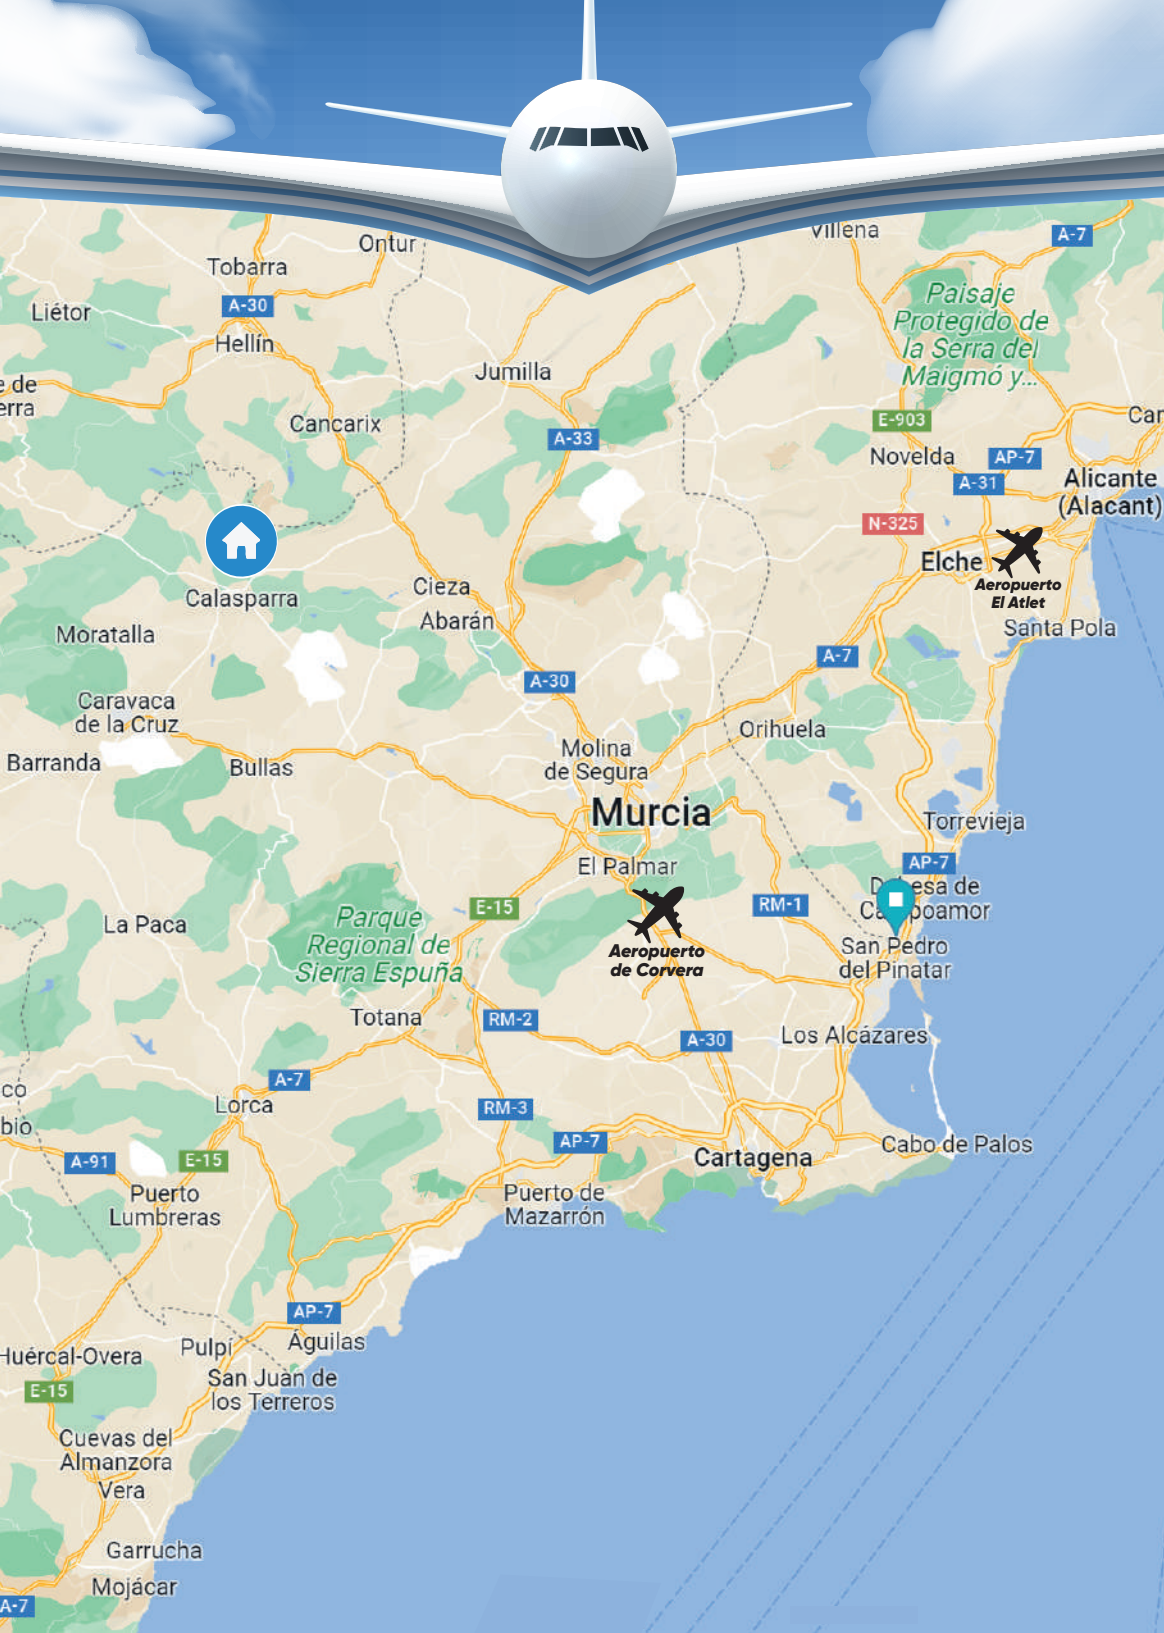 Ontur
Villena
A-7
Tobarra
A-30
Liétor
Hellín
Paisaje
Protegido de
la Serra del
Maigmó y...
Jumilla
e de
erra
Cancarix
A-33
E-903
Car
Novelda
AP-7
A-31
Alicante
(Alacant)
N-325
Elche
Aeropuerto
El Atlet
Calasparra
Cieza
Abarán
Santa Pola
Moratalla
A-7
A-30
Caravaca
de la Cruz
Orihuela
Barranda
Bullas
Molina
de Segura
Murcia
Torrevieja
El Palmar
AP-7
E-15
RM-1
San Pedro
del Pinatar
La Paca
Parque
Regional de
Sierra Espuña
Aeropuerto
de Corvera
Totana
RM-2
A-30
Los Alcázares
A-7
co
Lorca
RM-3
bio
AP-7
Cabo de Palos
A-91
E-15
Cartagena
Puerto
Lumbreras
Puerto de
Mazarrón
AP-7
Águilas
Pulpí
Huércal-Overa
San Juan de
los Terreros
E-15
Cuevas del
Almanzora
Vera
Garrucha
Mojácar
A-7